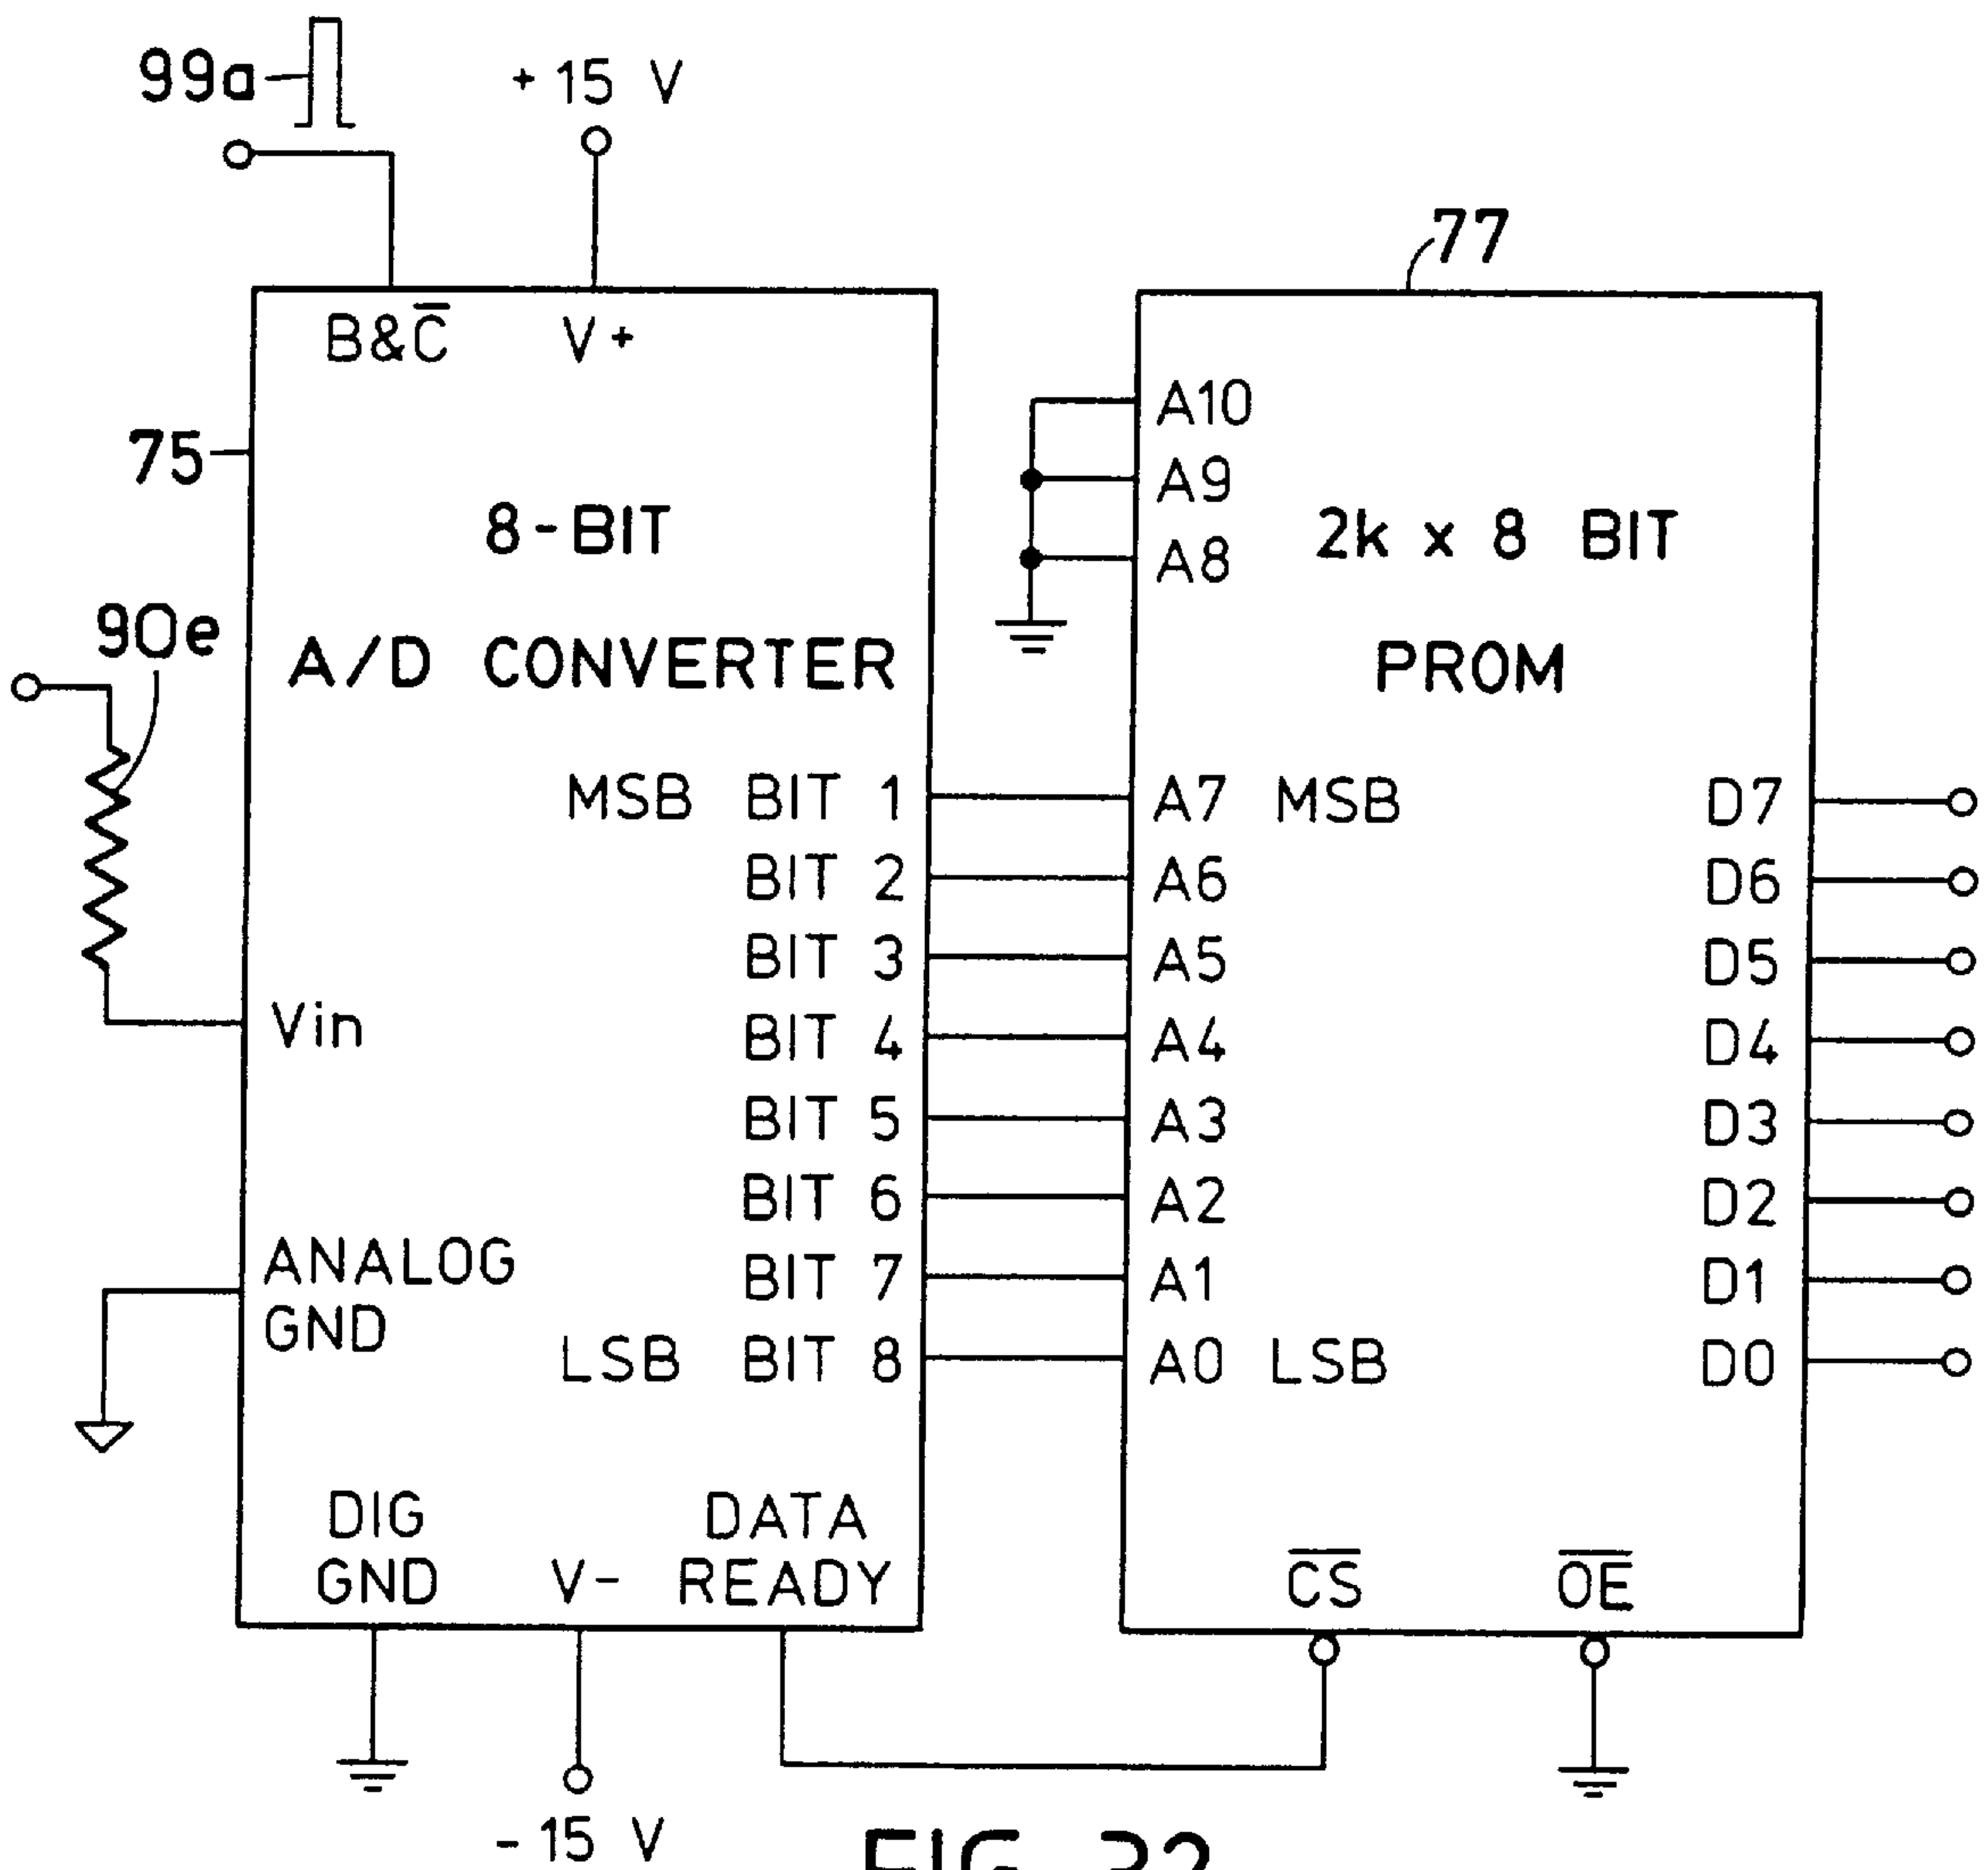 99a
+15 V
77
B&C̅ V+
A10
75
A9
8-BIT
2k x 8 BIT
A8
90e
A/D CONVERTER
PROM
MSB BIT 1
A7 MSB
D7
BIT 2
A6
D6
BIT 3
A5
D5
Vin
BIT 4
A4
D4
BIT 5
A3
D3
BIT 6
A2
D2
ANALOG
GND
BIT 7
A1
D1
LSB BIT 8
A0 LSB
D0
DIG
GND
V-
DATA
READY
C̅S̅
O̅E̅
-15 V
FIG